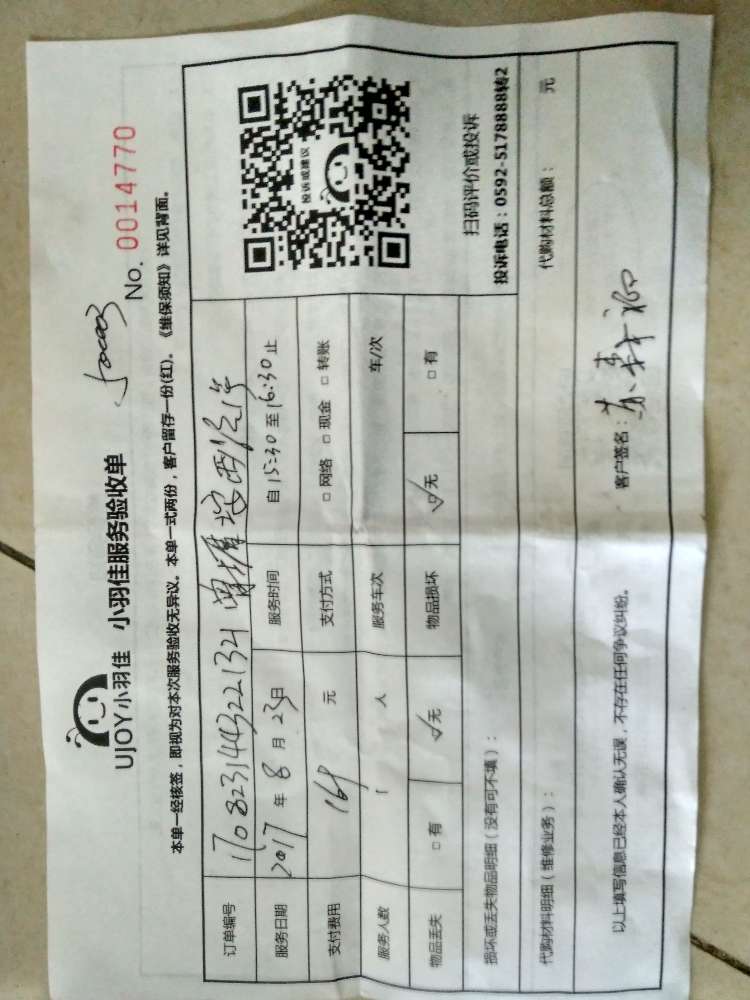 UJOY小羽佳 小羽佳服务验收单
No. 0014770
本单一经核签，即视为对本次服务验收无异议。本单一式两份，客户留存一份(红)。《维保须知》详见背面。
订单编号 1708231443221321
服务日期 2017 年 8 月 23日 服务时间 自 15:30 至 16:30 止
支付费用 元 支付方式 □ 网络 □ 现金 □ 转账
服务人数 1 人 服务车次 车/次
物品丢失 □ 有 ✓无 物品损坏 ✓无 □ 有
投诉或建议
扫码评价或投诉
投诉电话：0592-5178888转2
损坏或丢失物品明细（没有可不填）：
代购材料明细（维修业务）： 代购材料总额： 元
以上填写信息已经本人确认无误，不存在任何争议纠纷。 客户签名：